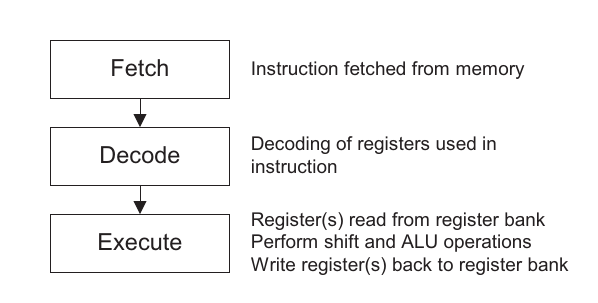 Fetch
Instruction fetched from memory
Decode
Decoding of registers used in
instruction
Execute
Register(s) read from register bank
Perform shift and ALU operations
Write register(s) back to register bank